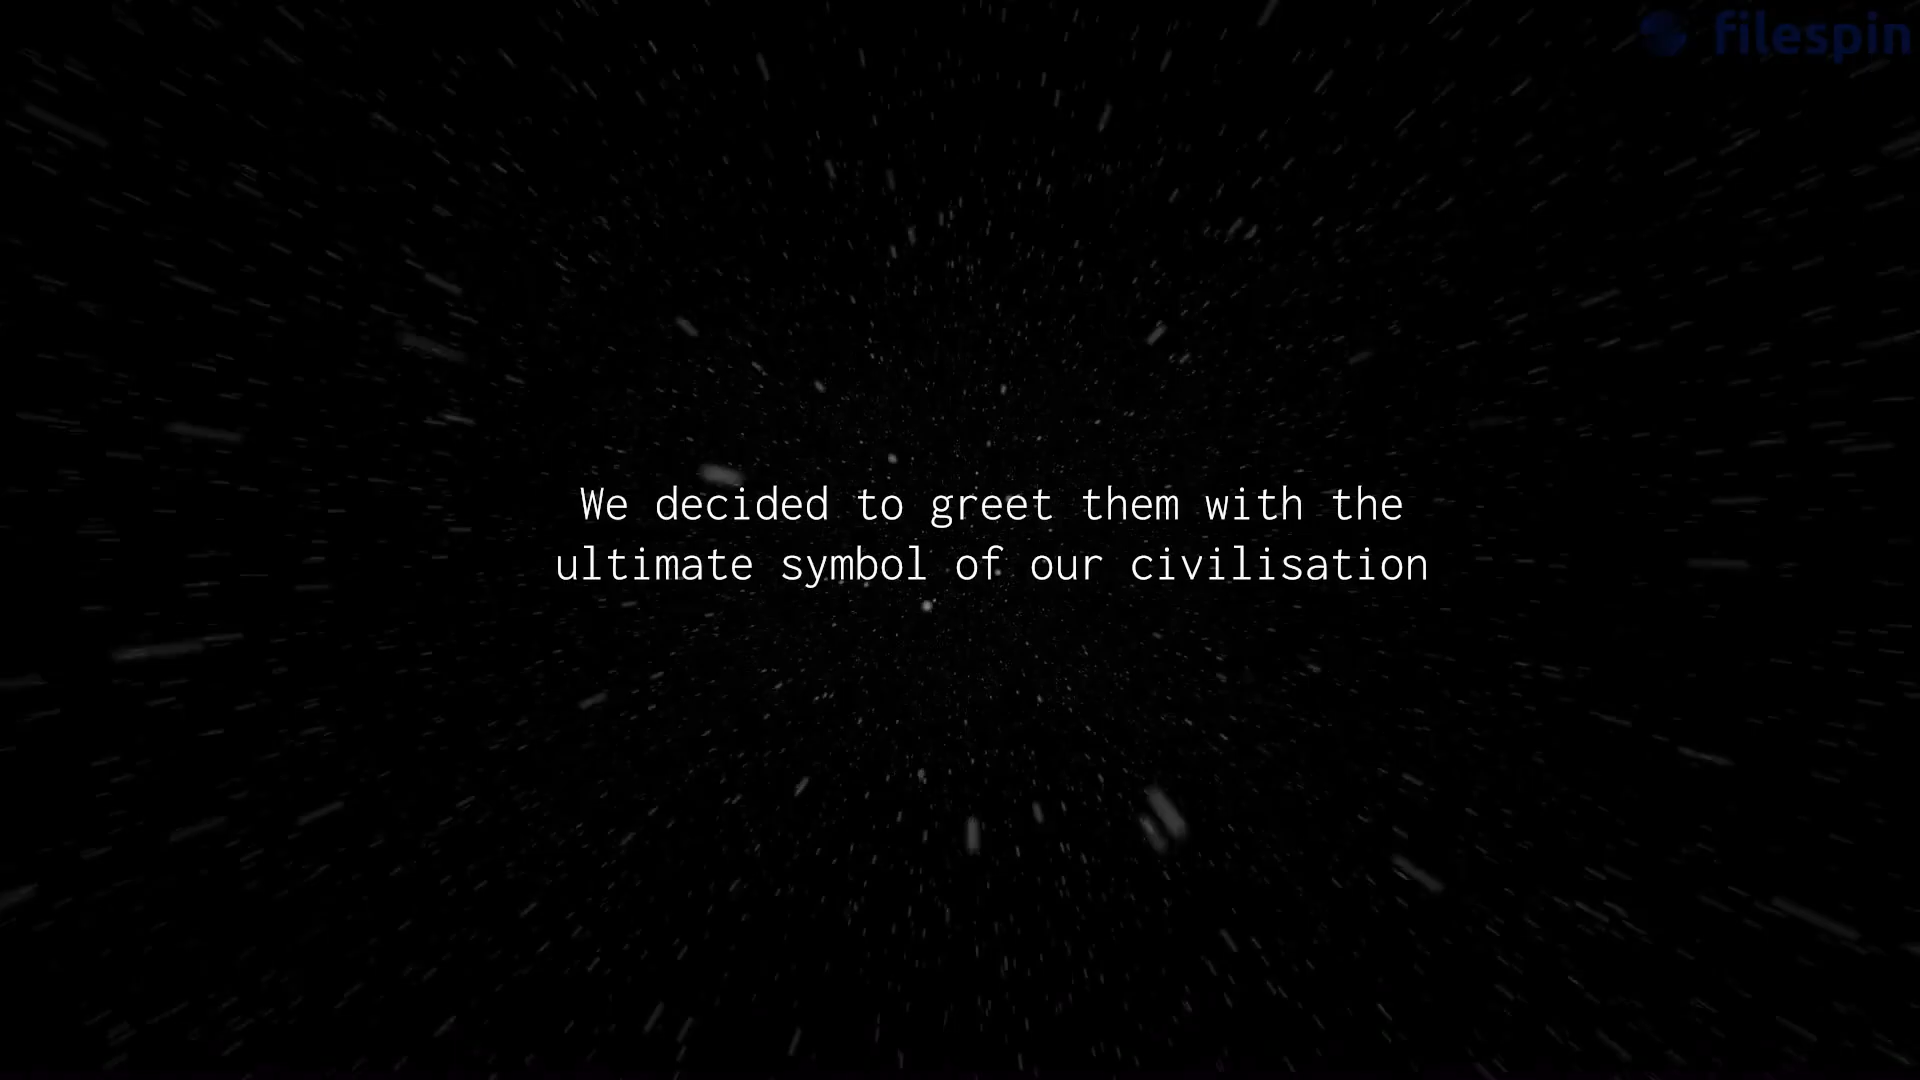 filespin
We decided to greet them with the
ultimate symbol of our civilisation